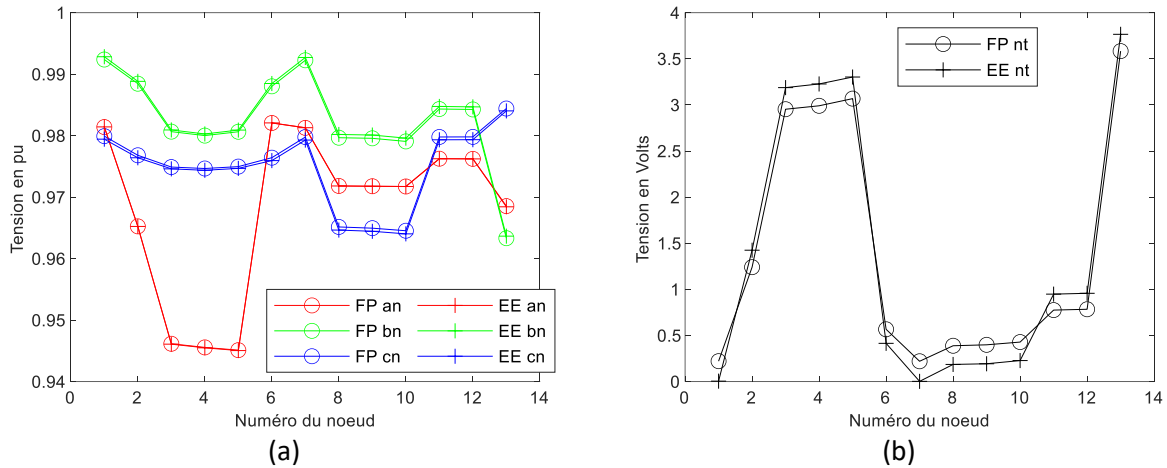 1
0.99
0.98
0.97
0.96
0.95
0.94
Tension en pu
0 2 4 6 8 10 12 14
Numéro du noeud
FP an EE an
FP bn EE bn
FP cn EE cn
(a)
4
3.5
3
2.5
2
1.5
1
0.5
0
Tension en Volts
0 2 4 6 8 10 12 14
Numéro du noeud
FP nt
EE nt
(b)